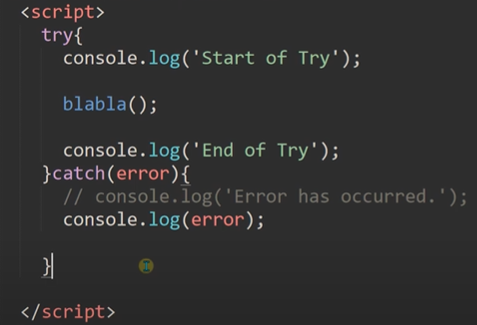 <script>
try{
console.log('Start of Try');
blabla();
console.log('End of Try');
}catch(error){
// console.log('Error has occurred.');
console.log(error);
}
</script>